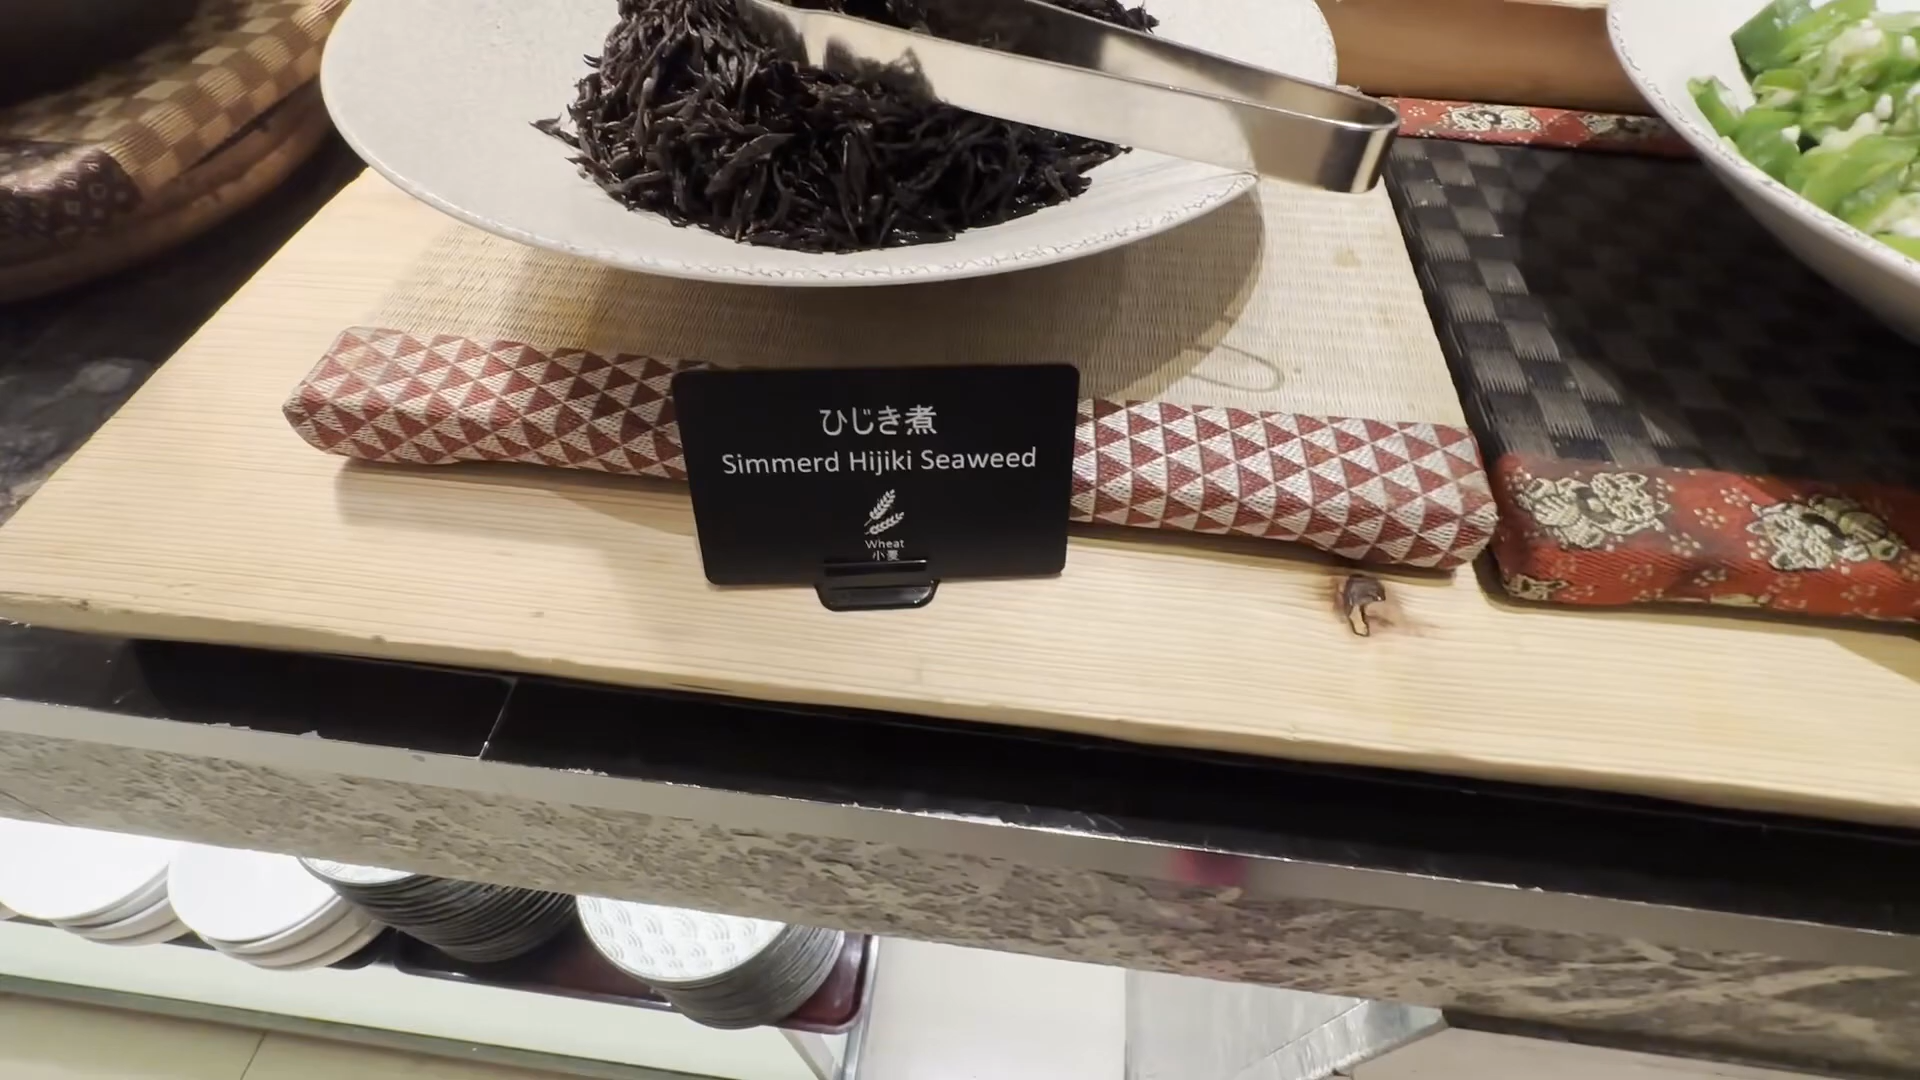 ひじき煮
Simmerd Hijiki Seaweed
Wheat
小麦